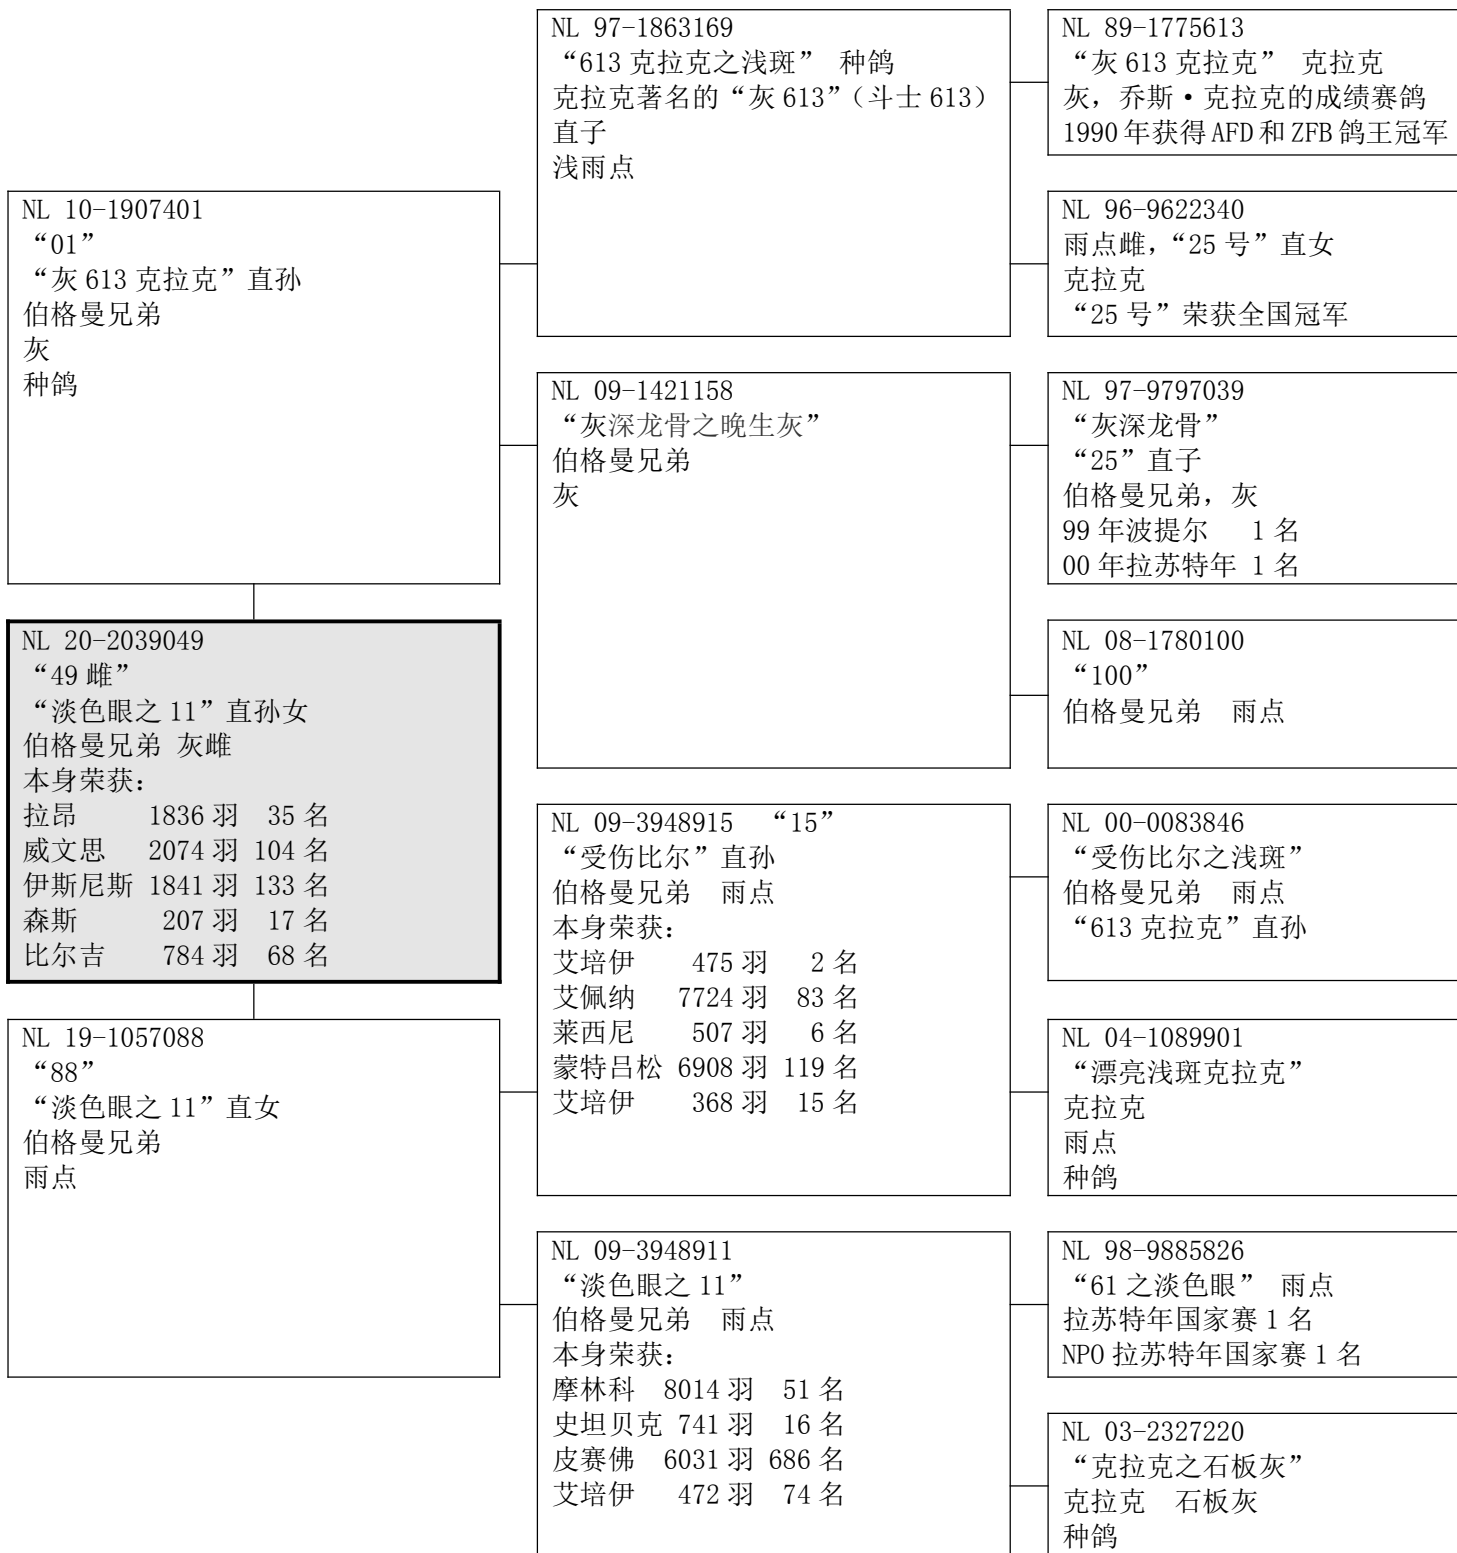 NL 10-1907401
“01”
“灰 613 克拉克”直孙
伯格曼兄弟
灰
种鸽
NL 20-2039049
“49 雌”
“淡色眼之 11”直孙女
伯格曼兄弟 灰雌
本身荣获：
拉昂 1836 羽 35 名
威文思 2074 羽 104 名
伊斯尼斯 1841 羽 133 名
森斯 207 羽 17 名
比尔吉 784 羽 68 名
NL 19-1057088
“88”
“淡色眼之 11”直女
伯格曼兄弟
雨点
NL 97-1863169
“613 克拉克之浅斑” 种鸽
克拉克著名的“灰 613”（斗士 613）
直子
浅雨点
NL 09-1421158
“灰深龙骨之晚生灰”
伯格曼兄弟
灰
NL 09-3948915 “15”
“受伤比尔”直孙
伯格曼兄弟 雨点
本身荣获：
艾培伊 475 羽 2 名
艾佩纳 7724 羽 83 名
莱西尼 507 羽 6 名
蒙特吕松 6908 羽 119 名
艾培伊 368 羽 15 名
NL 09-3948911
“淡色眼之 11”
伯格曼兄弟 雨点
本身荣获：
摩林科 8014 羽 51 名
史坦贝克 741 羽 16 名
皮赛佛 6031 羽 686 名
艾培伊 472 羽 74 名
NL 89-1775613
“灰 613 克拉克” 克拉克
灰，乔斯·克拉克的成绩赛鸽
1990 年获得 AFD 和 ZFB 鸽王冠军
NL 96-9622340
雨点雌，“25 号”直女
克拉克
“25 号”荣获全国冠军
NL 97-9797039
“灰深龙骨”
“25”直子
伯格曼兄弟，灰
99 年波提尔 1 名
00 年拉苏特年 1 名
NL 08-1780100
“100”
伯格曼兄弟 雨点
NL 00-0083846
“受伤比尔之浅斑”
伯格曼兄弟 雨点
“613 克拉克”直孙
NL 04-1089901
“漂亮浅斑克拉克”
克拉克
雨点
种鸽
NL 98-9885826
“61 之淡色眼” 雨点
拉苏特年国家赛 1 名
NPO 拉苏特年国家赛 1 名
NL 03-2327220
“克拉克之石板灰”
克拉克 石板灰
种鸽